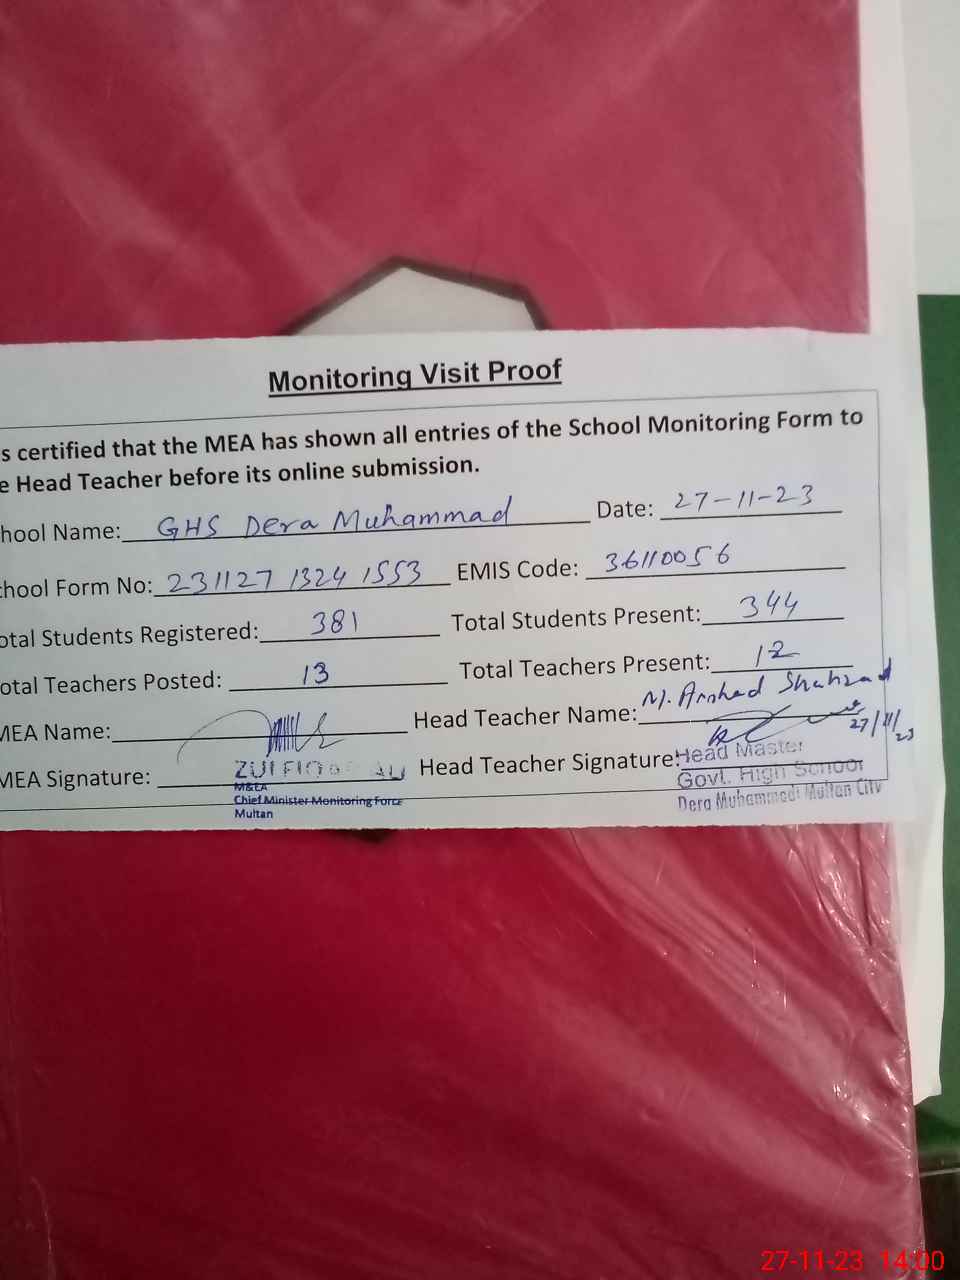 Monitoring Visit Proof
s certified that the MEA has shown all entries of the School Monitoring Form to
e Head Teacher before its online submission.
hool Name: GHS Dera Muhammad Date: 27-11-23
chool Form No: 231127 1324 1553 EMIS Code: 36110056
otal Students Registered: 381 Total Students Present: 344
otal Teachers Posted: 13 Total Teachers Present: 12
MEA Name: Head Teacher Name: M. Arshad Shahzad
27/11/23
MEA Signature: Head Teacher Signature:
M&EA
Chief Minister Monitoring Force
Multan
Head Master
Govt. High School
Dera Muhammadi Multan City
27-11-23 14:00